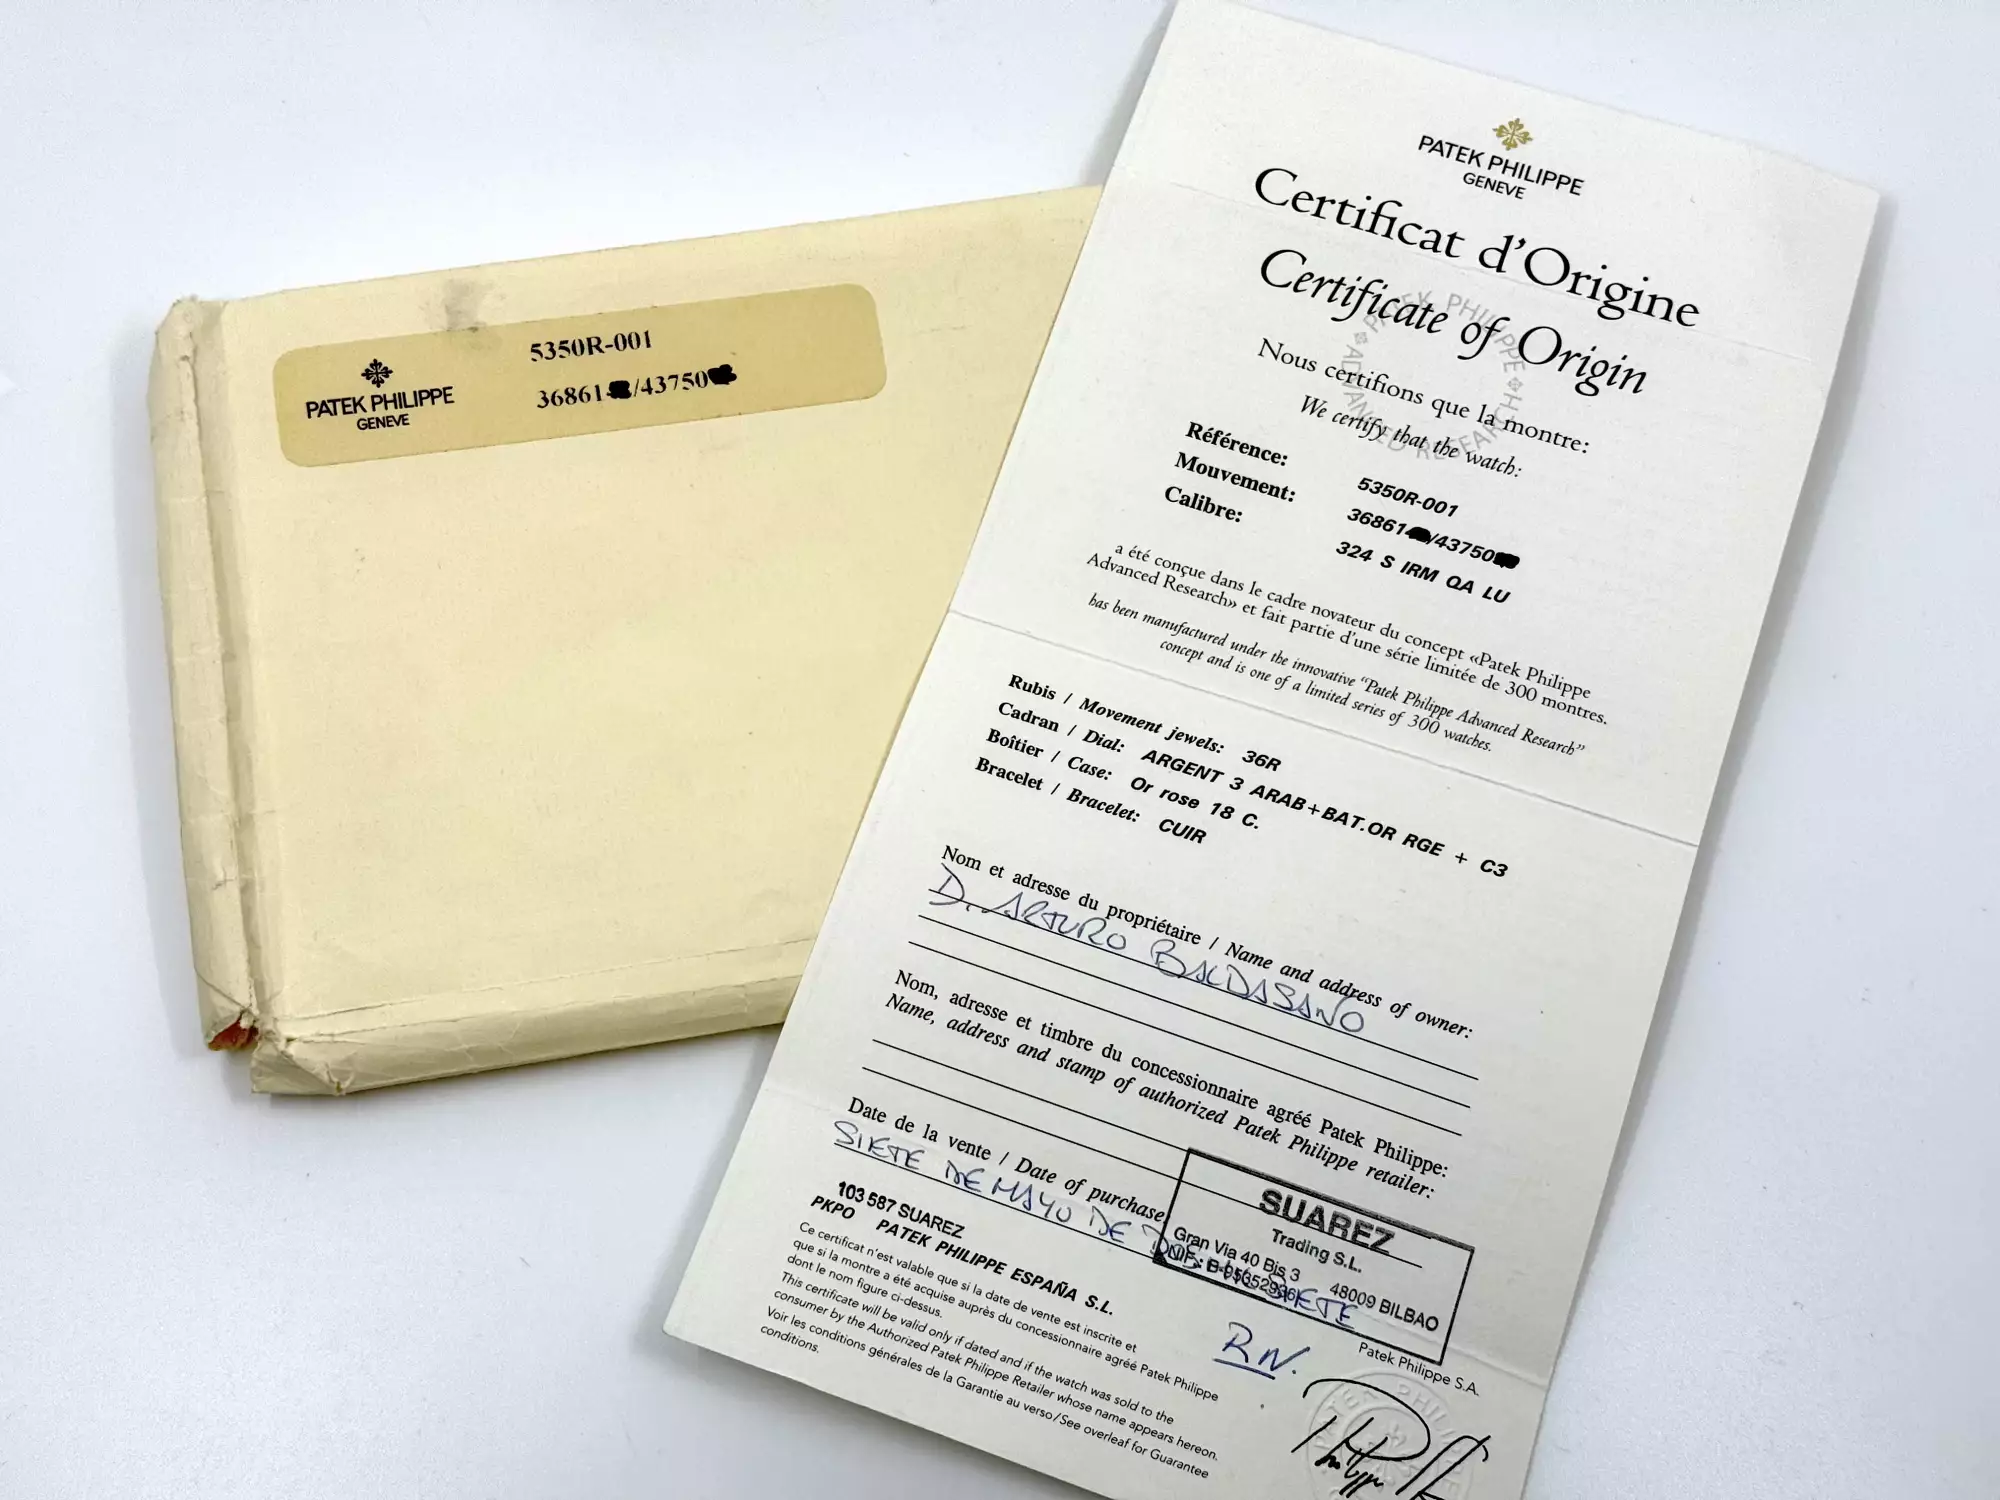 PATEK PHILIPPE
GENEVE
5350R-001
36861 /43750
PATEK PHILIPPE
GENEVE
Certificat d'Origine
Certificate of Origin
PATEK PHILIPPE
ADVANCED RESEARCH
Nous certifions que la montre:
We certify that the watch:
Référence: 5350R-001
Mouvement: 36861 /43750
Calibre: 324 S IRM QA LU
a été conçue dans le cadre novateur du concept «Patek Philippe
Advanced Research» et fait partie d'une série limitée de 300 montres.
has been manufactured under the innovative "Patek Philippe Advanced Research"
concept and is one of a limited series of 300 watches.
Rubis / Movement jewels: 36R
Cadran / Dial: ARGENT 3 ARAB+BAT.OR RGE + C3
Boîtier / Case: Or rose 18 C.
Bracelet / Bracelet: CUIR
Nom et adresse du propriétaire / Name and address of owner:
D. ARTURO BALDASANO
Nom, adresse et timbre du concessionnaire agréé Patek Philippe:
Name, address and stamp of authorized Patek Philippe retailer:
SUAREZ
Trading S.L.
Gran Via 40 Bis 3 48009 BILBAO
Date de la vente / Date of purchase
SIETE DE MAYO DE DOS MIL SIETE
103 587 SUAREZ
PKPO PATEK PHILIPPE ESPAÑA S.L.
Ce certificat n'est valable que si la date de vente est inscrite et
que si la montre a été acquise auprès du concessionnaire agréé Patek Philippe
dont le nom figure ci-dessus.
This certificate will be valid only if dated and if the watch was sold to the
consumer by the Authorized Patek Philippe Retailer whose name appears hereon.
Voir les conditions générales de la Garantie au verso/See overleaf for Guarantee
conditions.
RN.
Patek Philippe S.A.